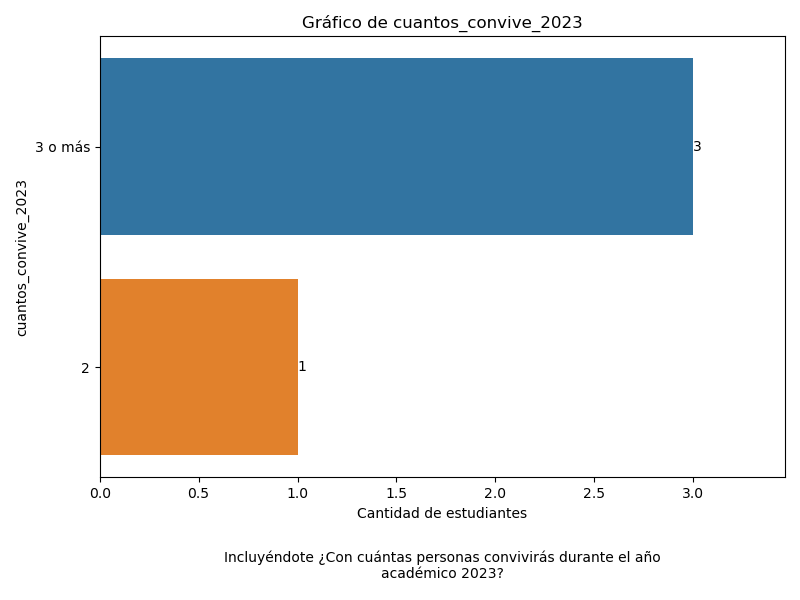 Gráfico de cuantos_convive_2023
cuantos_convive_2023
3 o más
3
2
1
0.0 0.5 1.0 1.5 2.0 2.5 3.0
Cantidad de estudiantes
Incluyéndote ¿Con cuántas personas convivirás durante el año
académico 2023?